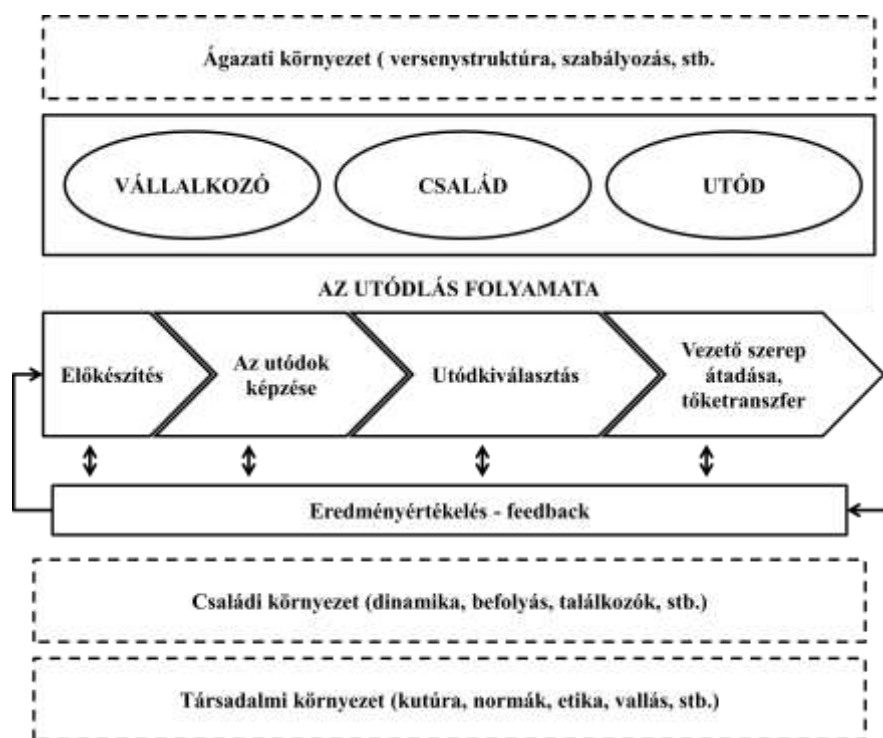 Ágazati környezet ( versenystruktúra, szabályozás, stb.
VÁLLALKOZÓ
CSALÁD
UTÓD
AZ UTÓDLÁS FOLYAMATA
Előkészítés
Az utódok
képzése
Utódkiválasztás
Vezető szerep
átadása,
tőketranszfer
Eredményértékelés - feedback
Családi környezet (dinamika, befolyás, találkozók, stb.)
Társadalmi környezet (kutúra, normák, etika, vallás, stb.)